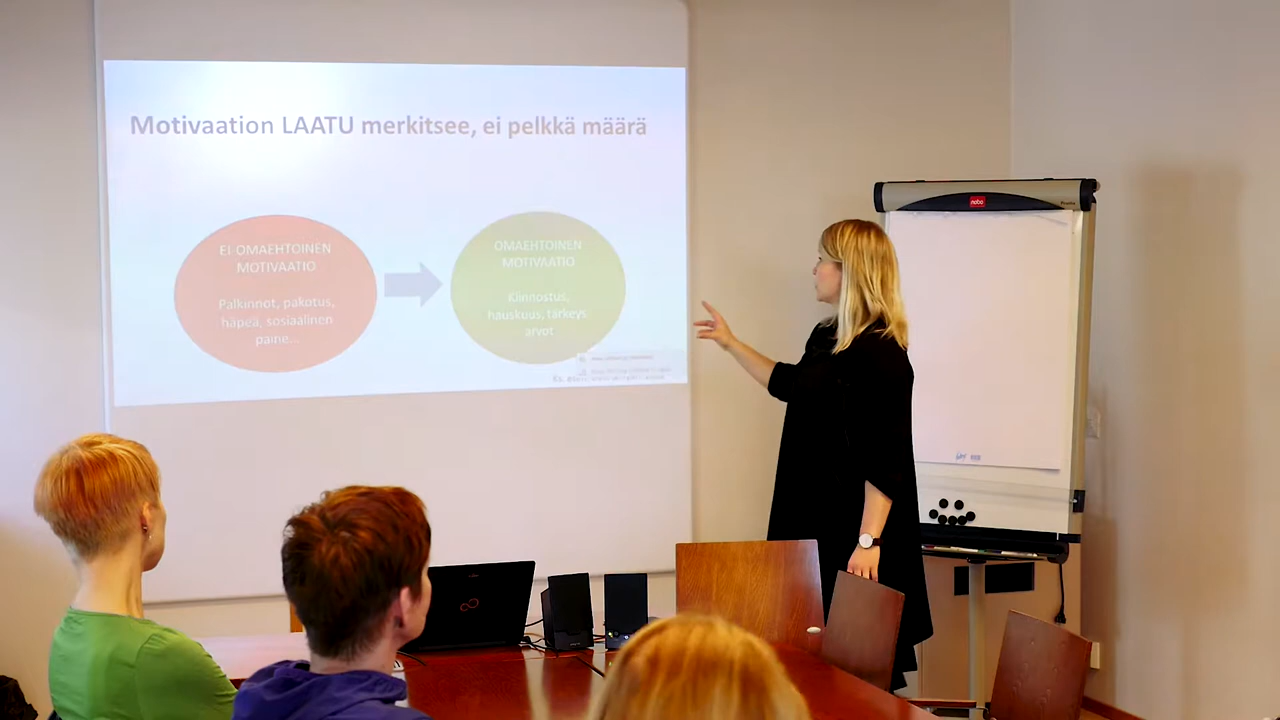 Motivaation LAATU merkitsee, ei pelkkä määrä
EI OMAEHTOINEN
MOTIVAATIO
Palkinnot, pakotus,
häpeä, sosiaalinen
paine...
OMAEHTOINEN
MOTIVAATIO
Kiinnostus,
hauskuus, tärkeys
arvot
nobo